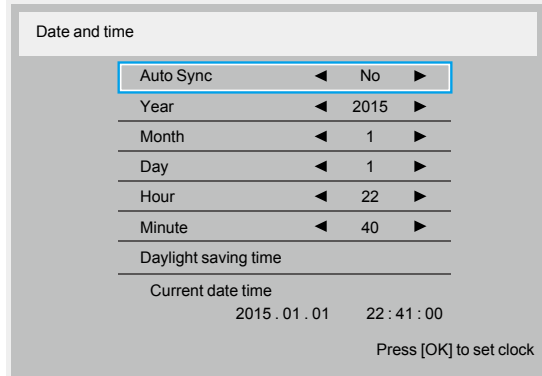 Date and time
Auto Sync ◄ No ►
Year ◄ 2015 ►
Month ◄ 1 ►
Day ◄ 1 ►
Hour ◄ 22 ►
Minute ◄ 40 ►
Daylight saving time
Current date time
2015 . 01 . 01 22 : 41 : 00
Press [OK] to set clock